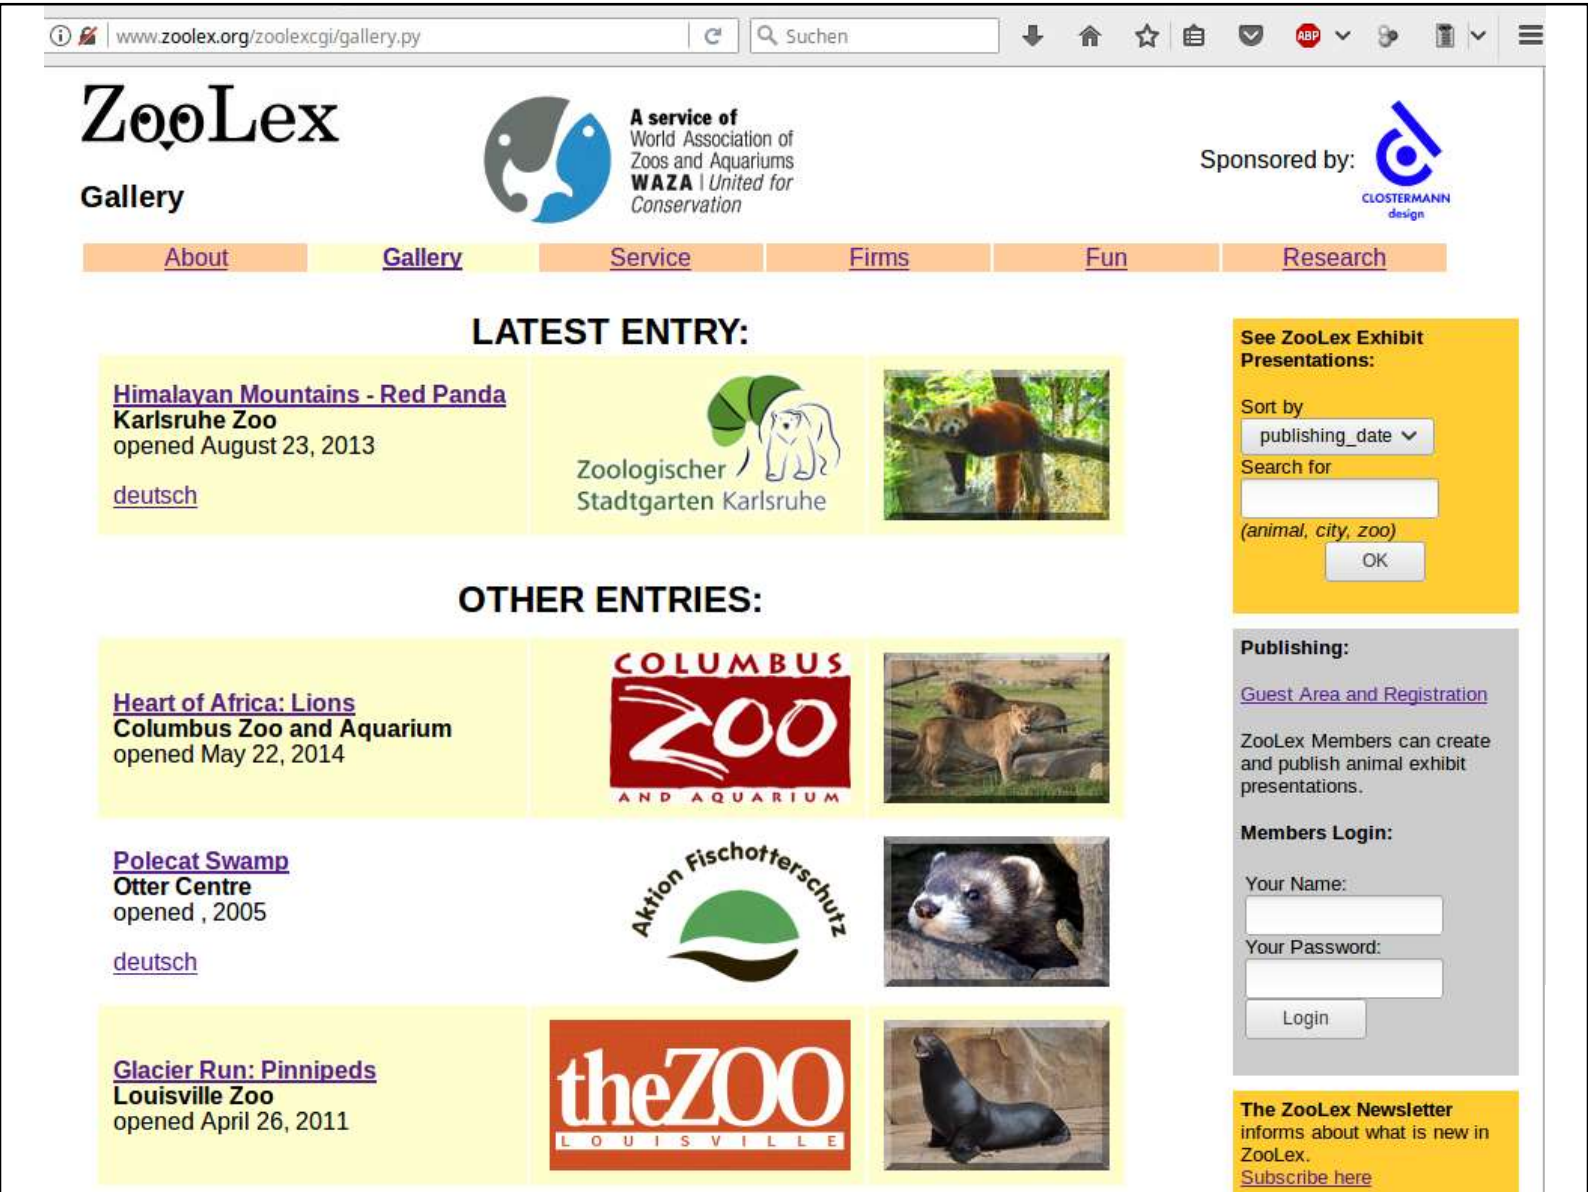 www.zoolex.org/zoolexcgi/gallery.py
Suchen
ABP
ZooLex
Gallery
A service of
World Association of
Zoos and Aquariums
WAZA | United for
Conservation
Sponsored by:
CLOSTERMANN
design
About
Gallery
Service
Firms
Fun
Research
LATEST ENTRY:
Himalayan Mountains - Red Panda
Karlsruhe Zoo
opened August 23, 2013
deutsch
Zoologischer
Stadtgarten Karlsruhe
OTHER ENTRIES:
Heart of Africa: Lions
Columbus Zoo and Aquarium
opened May 22, 2014
COLUMBUS
ZOO
AND AQUARIUM
Polecat Swamp
Otter Centre
opened , 2005
deutsch
Aktion Fischotterschutz
Glacier Run: Pinnipeds
Louisville Zoo
opened April 26, 2011
theZOO
LOUISVILLE
See ZooLex Exhibit
Presentations:
Sort by
publishing_date
Search for
(animal, city, zoo)
OK
Publishing:
Guest Area and Registration
ZooLex Members can create
and publish animal exhibit
presentations.
Members Login:
Your Name:
Your Password:
Login
The ZooLex Newsletter
informs about what is new in
ZooLex.
Subscribe here